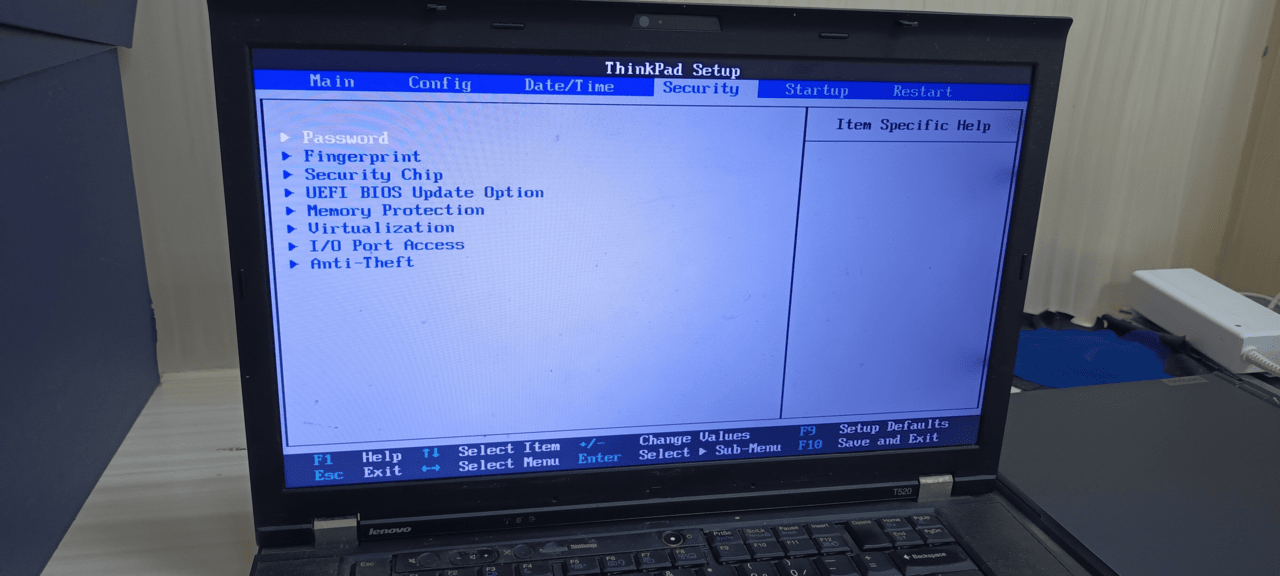 ThinkPad Setup
Main Config Date/Time Security Startup Restart
Item Specific Help
Password
Fingerprint
Security Chip
UEFI BIOS Update Option
Memory Protection
Virtualization
I/O Port Access
Anti-Theft
F1 Help ↑↓ Select Item +/- Change Values F9 Setup Defaults
Esc Exit ←→ Select Menu Enter Select ▶ Sub-Menu F10 Save and Exit
T520
lenovo
Backspace